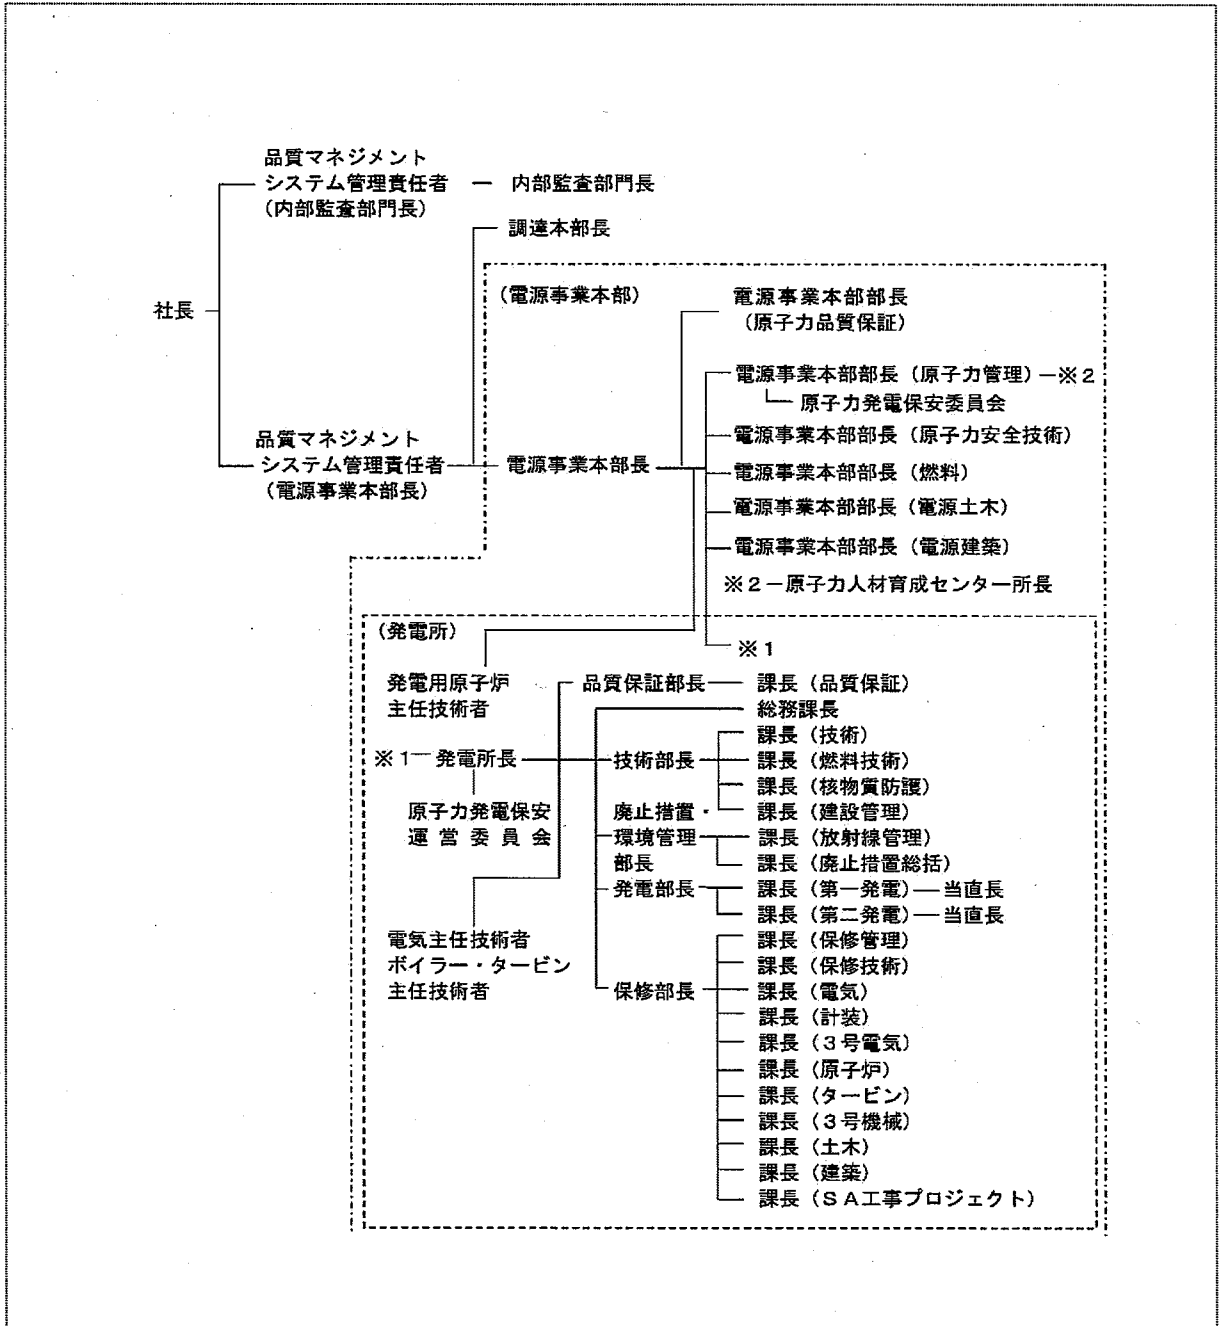 品質マネジメント
システム管理責任者 ー 内部監査部門長
(内部監査部門長)
調達本部長
(電源事業本部)
電源事業本部部長
(原子力品質保証)
社長
電源事業本部部長(原子力管理)ー※2
原子力発電保安委員会
電源事業本部部長(原子力安全技術)
品質マネジメント
システム管理責任者
(電源事業本部長)
電源事業本部長
電源事業本部部長(燃料)
電源事業本部部長(電源土木)
電源事業本部部長(電源建築)
※2ー原子力人材育成センター所長
(発電所)
※1
発電用原子炉
主任技術者
品質保証部長
課長(品質保証)
総務課長
※1 発電所長
原子力発電保安
運営委員会
技術部長
課長(技術)
課長(燃料技術)
課長(核物質防護)
課長(建設管理)
廃止措置・
環境管理
部長
課長(放射線管理)
課長(廃止措置総括)
発電部長
課長(第一発電)ー当直長
課長(第二発電)ー当直長
電気主任技術者
ボイラー・タービン
主任技術者
保修部長
課長(保修管理)
課長(保修技術)
課長(電気)
課長(計装)
課長(3号電気)
課長(原子炉)
課長(タービン)
課長(3号機械)
課長(土木)
課長(建築)
課長(SA工事プロジェクト)